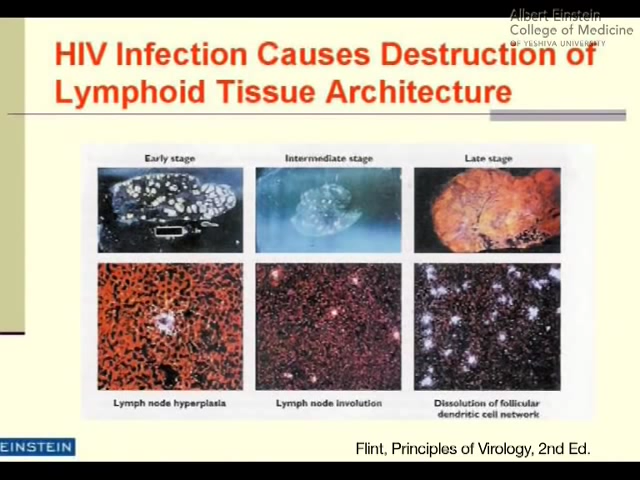 Albert Einstein
College of Medicine
OF YESHIVA UNIVERSITY
HIV Infection Causes Destruction of
Lymphoid Tissue Architecture
Early stage
Intermediate stage
Late stage
Lymph node hyperplasia
Lymph node involution
Dissolution of follicular
dendritic cell network
EINSTEIN
Flint, Principles of Virology, 2nd Ed.